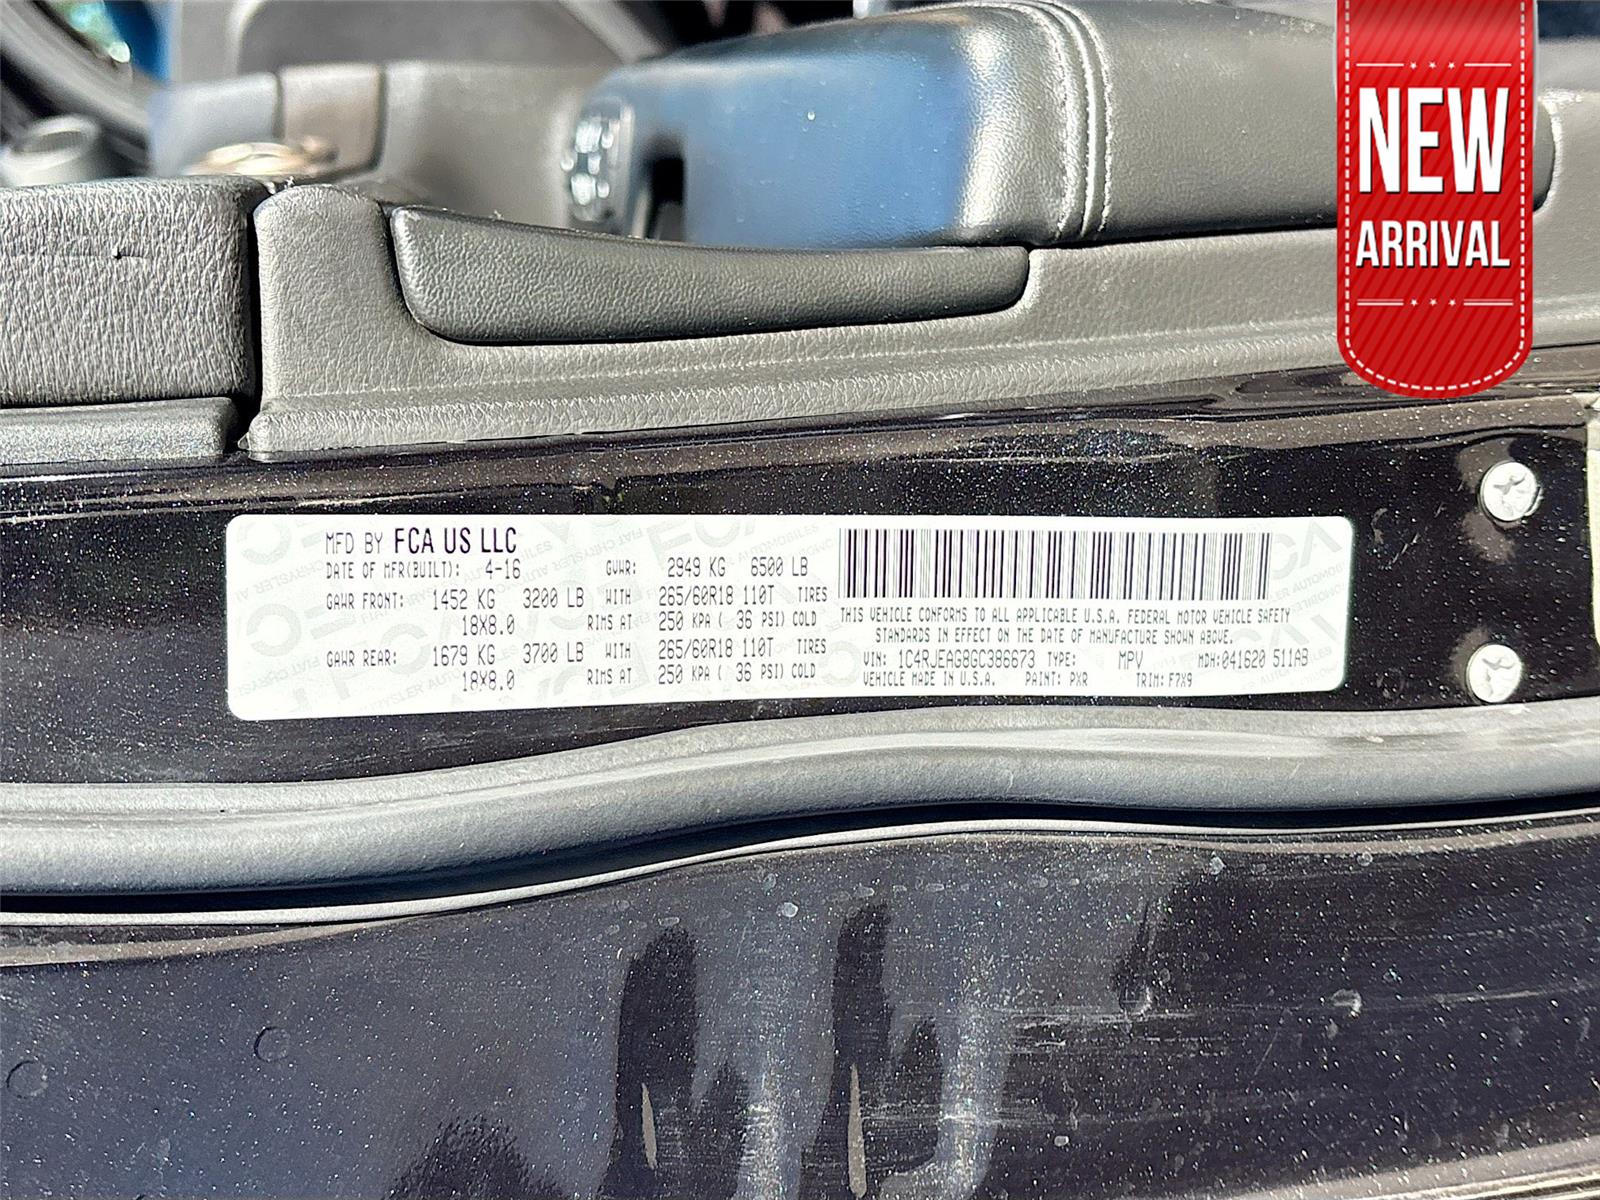 NEW
ARRIVAL
MFD BY FCA US LLC
DATE OF MFR(BUILT): 4-16 GVWR: 2949 KG 6500 LB
GAWR FRONT: 1452 KG 3200 LB WITH 265/60R18 110T TIRES
18X8.0 RIMS AT 250 KPA ( 36 PSI) COLD
GAWR REAR: 1679 KG 3700 LB WITH 265/60R18 110T TIRES
18X8.0 RIMS AT 250 KPA ( 36 PSI) COLD
THIS VEHICLE CONFORMS TO ALL APPLICABLE U.S.A. FEDERAL MOTOR VEHICLE SAFETY
STANDARDS IN EFFECT ON THE DATE OF MANUFACTURE SHOWN ABOVE.
VIN: 1C4RJEAG8GC386673 TYPE: MPV MDH:041620 511AB
VEHICLE MADE IN U.S.A. PAINT: PXR TRIM: F7X9